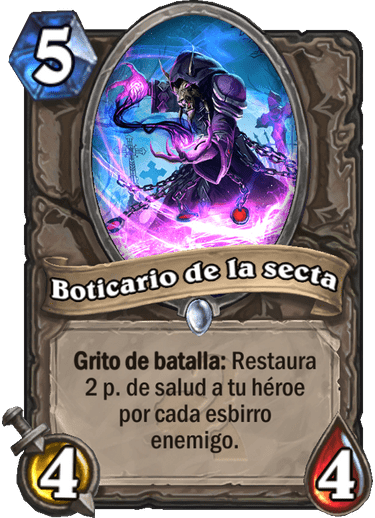 5
Boticario de la secta
Grito de batalla: Restaura
2 p. de salud a tu héroe
por cada esbirro
enemigo.
4
4